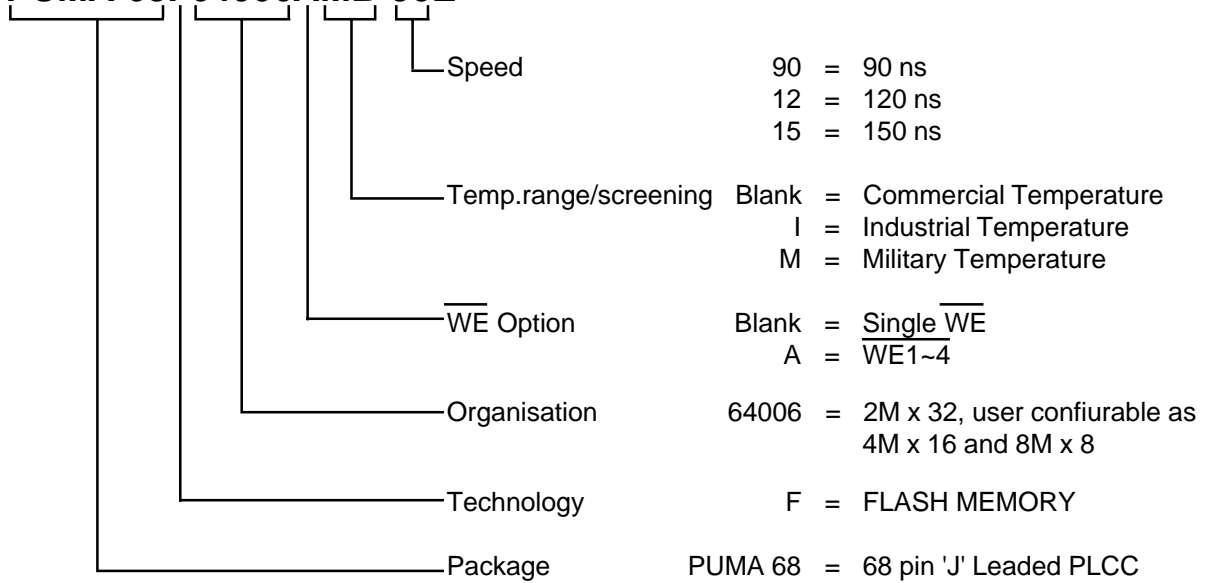 Speed 90 = 90 ns
12 = 120 ns
15 = 150 ns
Temp.range/screening Blank = Commercial Temperature
I = Industrial Temperature
M = Military Temperature
WE Option Blank = Single WE
A = WE1~4
Organisation 64006 = 2M x 32, user confiurable as
4M x 16 and 8M x 8
Technology F = FLASH MEMORY
Package PUMA 68 = 68 pin 'J' Leaded PLCC